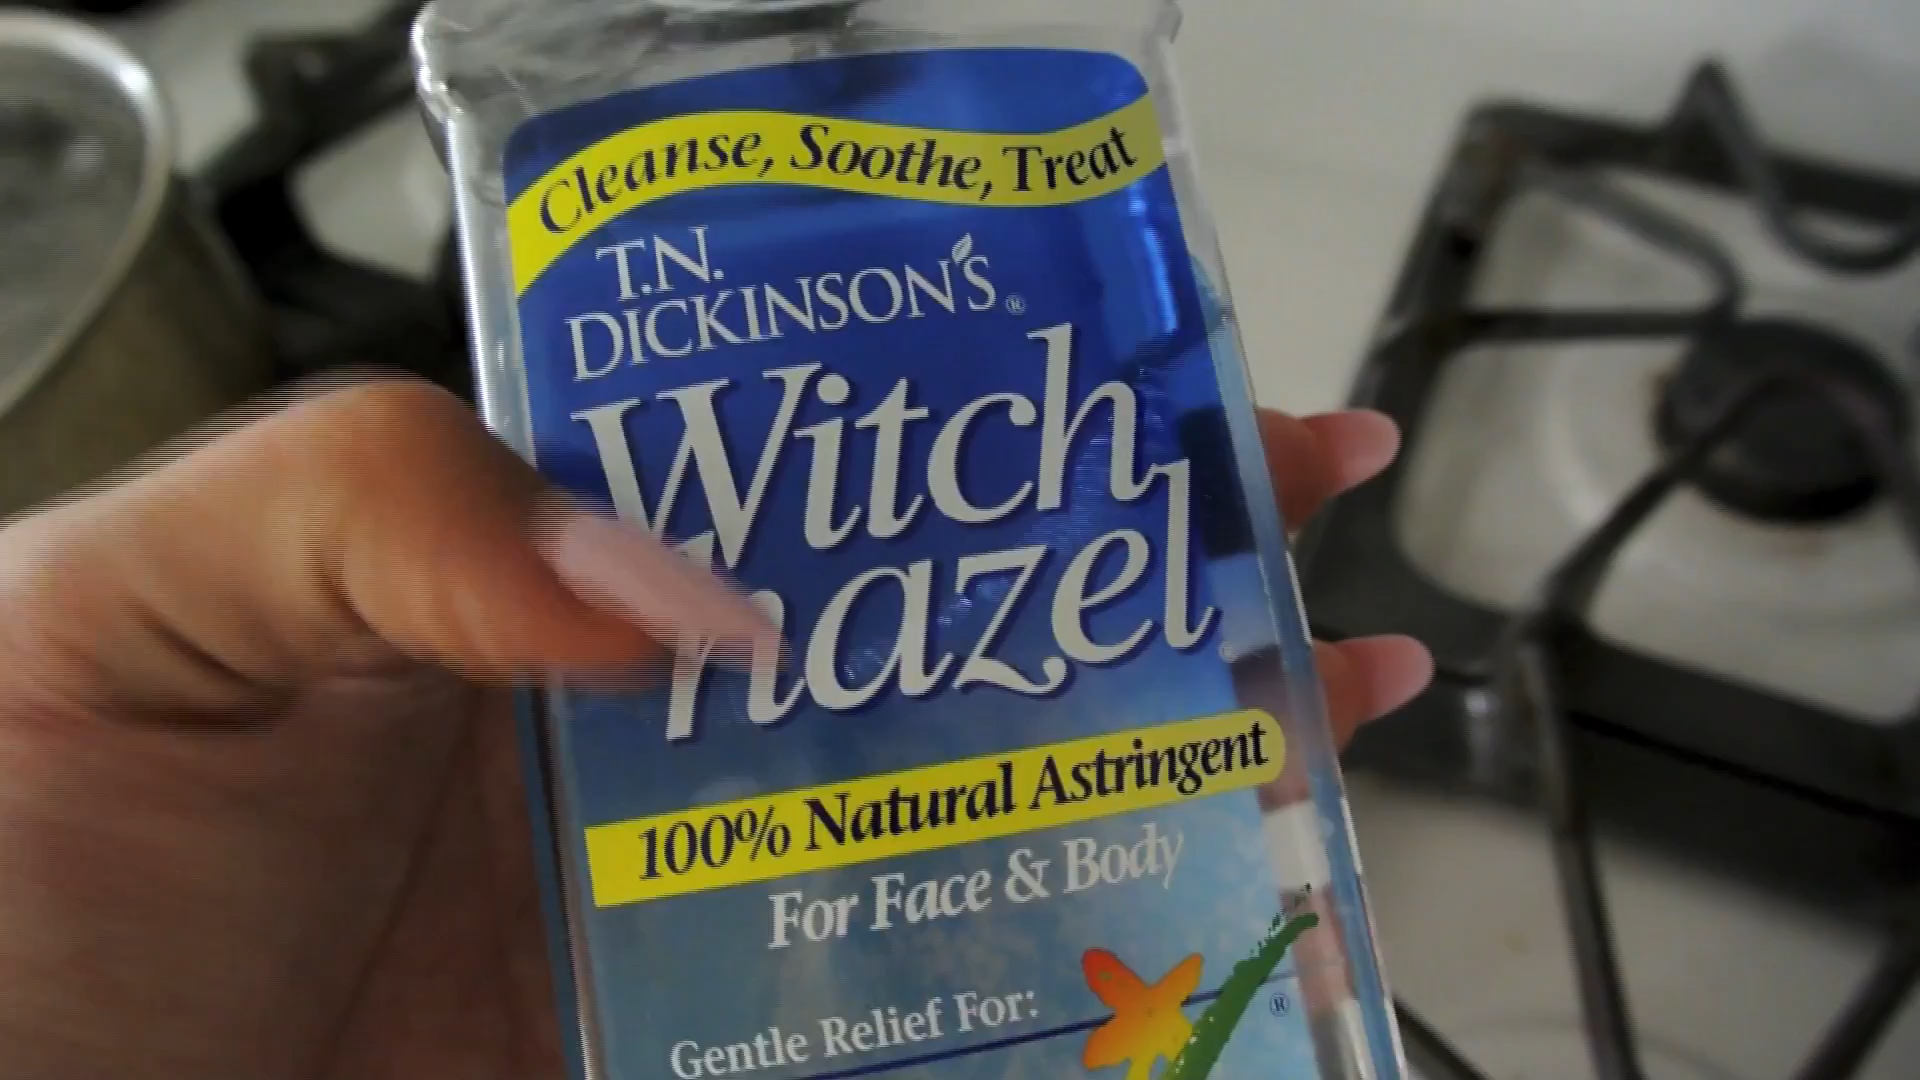 Cleanse, Soothe, Treat
T.N.
DICKINSON'S®
Witch
hazel
100% Natural Astringent
For Face & Body
Gentle Relief For:
®